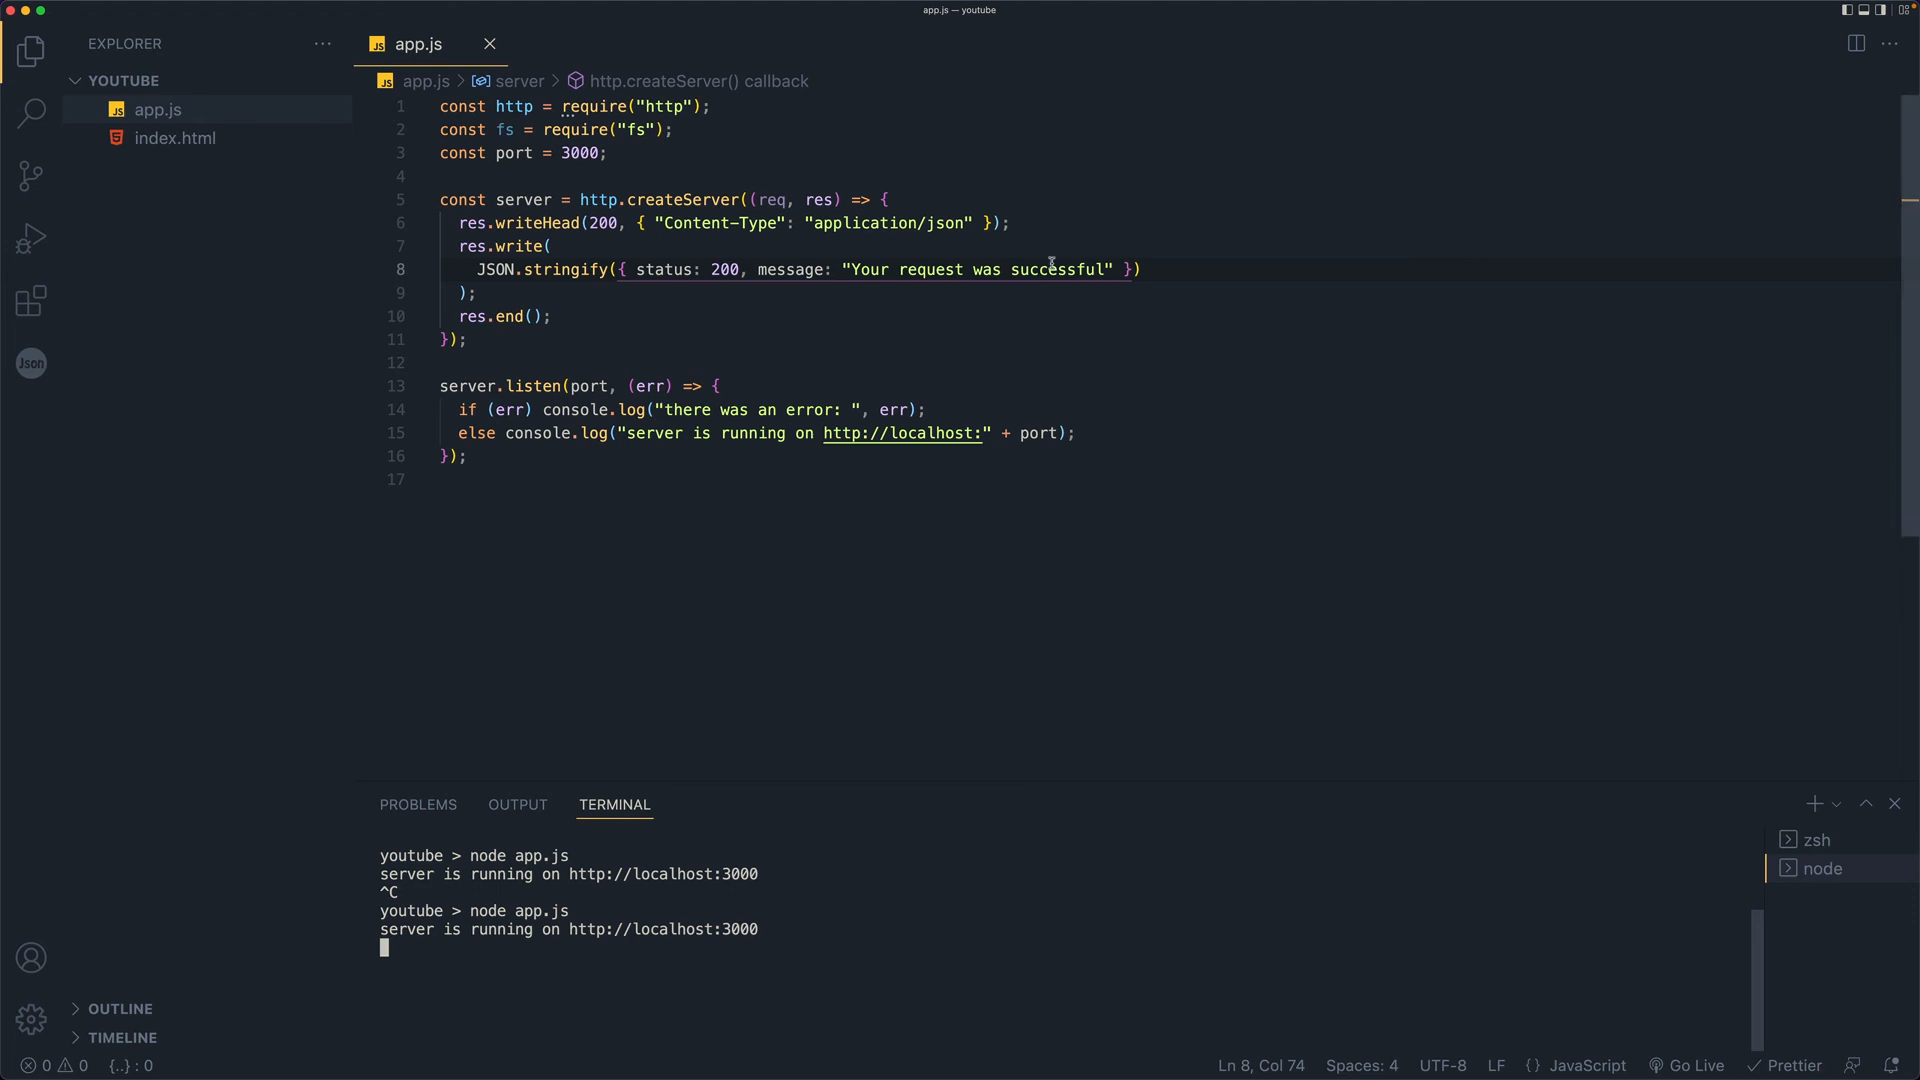 app.js — youtube
EXPLORER
YOUTUBE
app.js
index.html
app.js
app.js > server > http.createServer() callback
1 const http = require("http");
2 const fs = require("fs");
3 const port = 3000;
4
5 const server = http.createServer((req, res) => {
6 res.writeHead(200, { "Content-Type": "application/json" });
7 res.write(
8 JSON.stringify({ status: 200, message: "Your request was successful" })
9 );
10 res.end();
11 });
12
13 server.listen(port, (err) => {
14 if (err) console.log("there was an error: ", err);
15 else console.log("server is running on http://localhost:" + port);
16 });
17
Json
PROBLEMS OUTPUT TERMINAL
youtube > node app.js
server is running on http://localhost:3000
^C
youtube > node app.js
server is running on http://localhost:3000
zsh
node
OUTLINE
TIMELINE
0 0 {..} : 0 Ln 8, Col 74 Spaces: 4 UTF-8 LF {} JavaScript Go Live Prettier